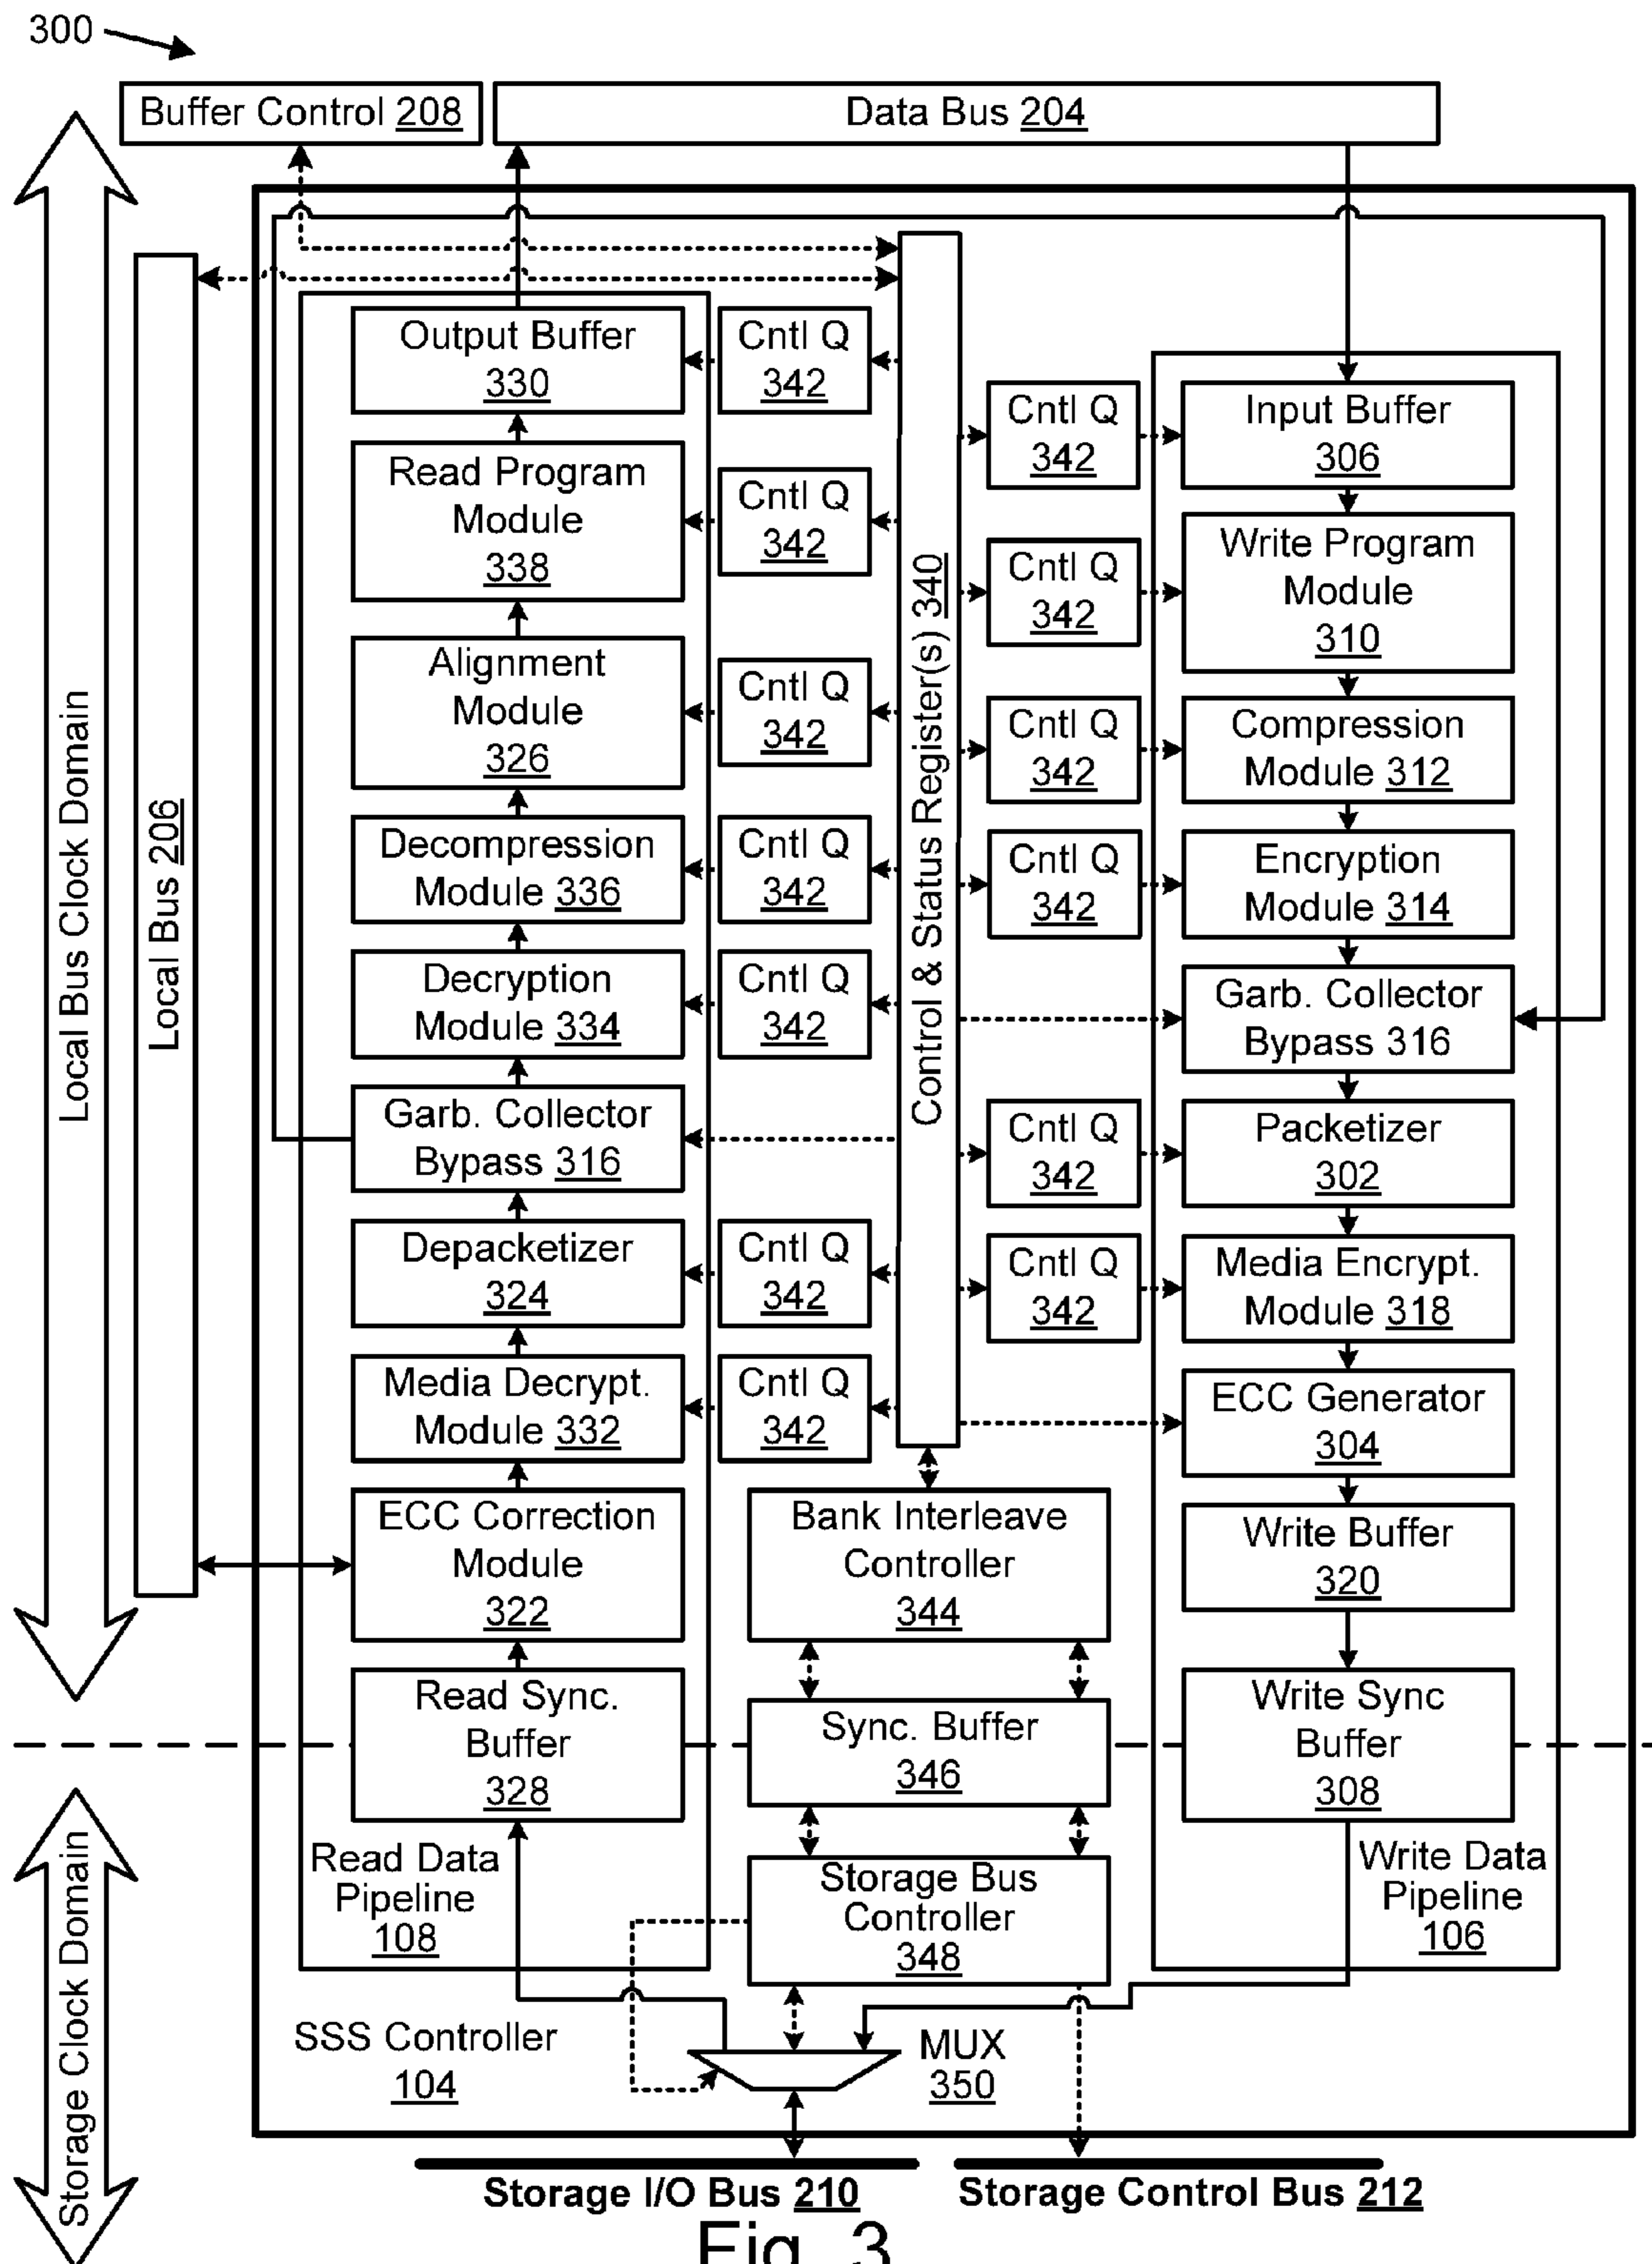 300
Buffer Control 208
Data Bus 204
Local Bus Clock Domain
Local Bus 206
Output Buffer
330
Cntl Q
342
Read Program
Module
338
Cntl Q
342
Alignment
Module
326
Cntl Q
342
Decompression
Module 336
Cntl Q
342
Decryption
Module 334
Cntl Q
342
Garb. Collector
Bypass 316
Depacketizer
324
Cntl Q
342
Media Decrypt.
Module 332
Cntl Q
342
ECC Correction
Module
322
Read Sync.
Buffer
328
Read Data
Pipeline
108
Control & Status Register(s) 340
Bank Interleave
Controller
344
Sync. Buffer
346
Storage Bus
Controller
348
Cntl Q
342
Input Buffer
306
Cntl Q
342
Write Program
Module
310
Cntl Q
342
Compression
Module 312
Cntl Q
342
Encryption
Module 314
Garb. Collector
Bypass 316
Cntl Q
342
Packetizer
302
Cntl Q
342
Media Encrypt.
Module 318
ECC Generator
304
Write Buffer
320
Write Sync
Buffer
308
Write Data
Pipeline
106
Storage Clock Domain
SSS Controller
104
MUX
350
Storage I/O Bus 210
Storage Control Bus 212
Fig. 3